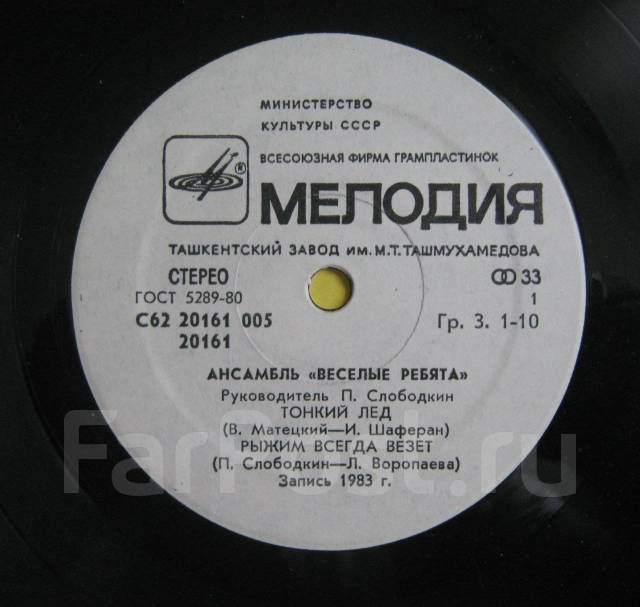 МИНИСТЕРСТВО
КУЛЬТУРЫ СССР
ВСЕСОЮЗНАЯ ФИРМА ГРАМПЛАСТИНОК
®
МЕЛОДИЯ
ТАШКЕНТСКИЙ ЗАВОД ИМ. М.Т. ТАШМУХАМЕДОВА
СТЕРЕО 33
ГОСТ 5289-80 1
С62 20161 005 Гр. 3. 1-10
20161
АНСАМБЛЬ «ВЕСЕЛЫЕ РЕБЯТА»
Руководитель П. Слободкин
ТОНКИЙ ЛЕД
(В. Матецкий—И. Шаферан)
РЫЖИМ ВСЕГДА ВЕЗЕТ
(П. Слободкин—Л. Воропаева)
Запись 1983 г.
FarPost.ru